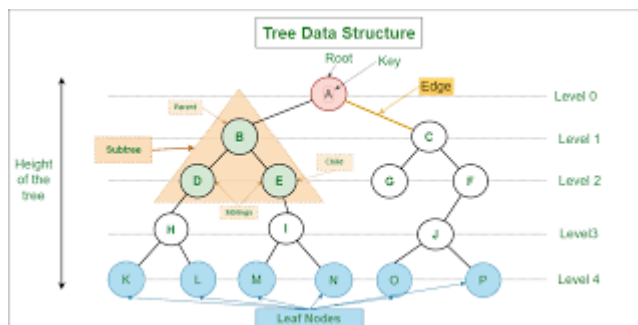 Tree Data Structure
Root
Key
A
Edge
Level 0
Parent
B
C
Level 1
Subtree
Child
Height
of the
tree
D
E
G
F
Level 2
Siblings
H
I
J
Level3
K
L
M
N
O
P
Level 4
Leaf Nodes